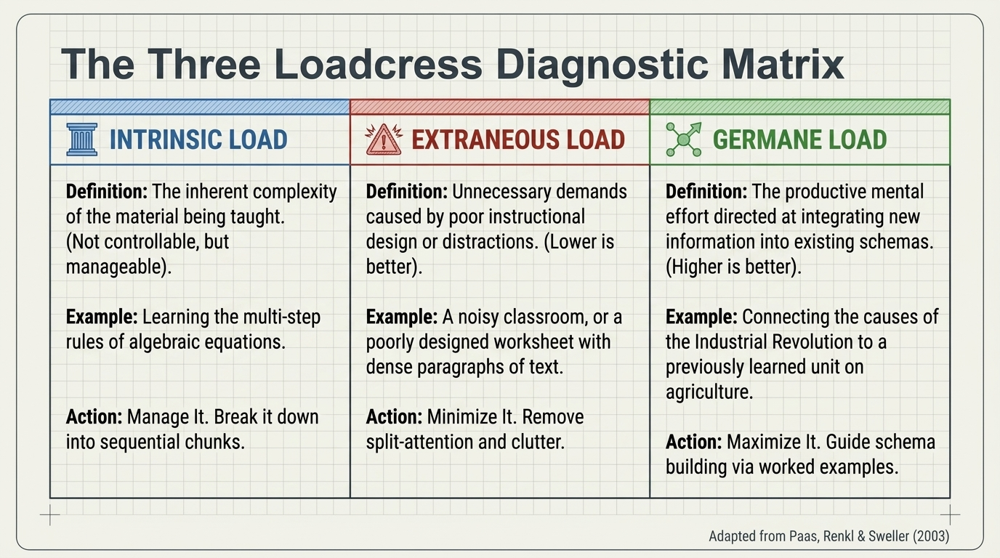 The Three Loadcress Diagnostic Matrix
INTRINSIC LOAD
Definition: The inherent complexity
of the material being taught.
(Not controllable, but
manageable).
Example: Learning the multi-step
rules of algebraic equations.
Action: Manage It. Break it down
into sequential chunks.
EXTRANEOUS LOAD
Definition: Unnecessary demands
caused by poor instructional
design or distractions. (Lower is
better).
Example: A noisy classroom, or a
poorly designed worksheet with
dense paragraphs of text.
Action: Minimize It. Remove
split-attention and clutter.
GERMANE LOAD
Definition: The productive mental
effort directed at integrating new
information into existing schemas.
(Higher is better).
Example: Connecting the causes of
the Industrial Revolution to a
previously learned unit on
agriculture.
Action: Maximize It. Guide schema
building via worked examples.
Adapted from Paas, Renkl & Sweller (2003)